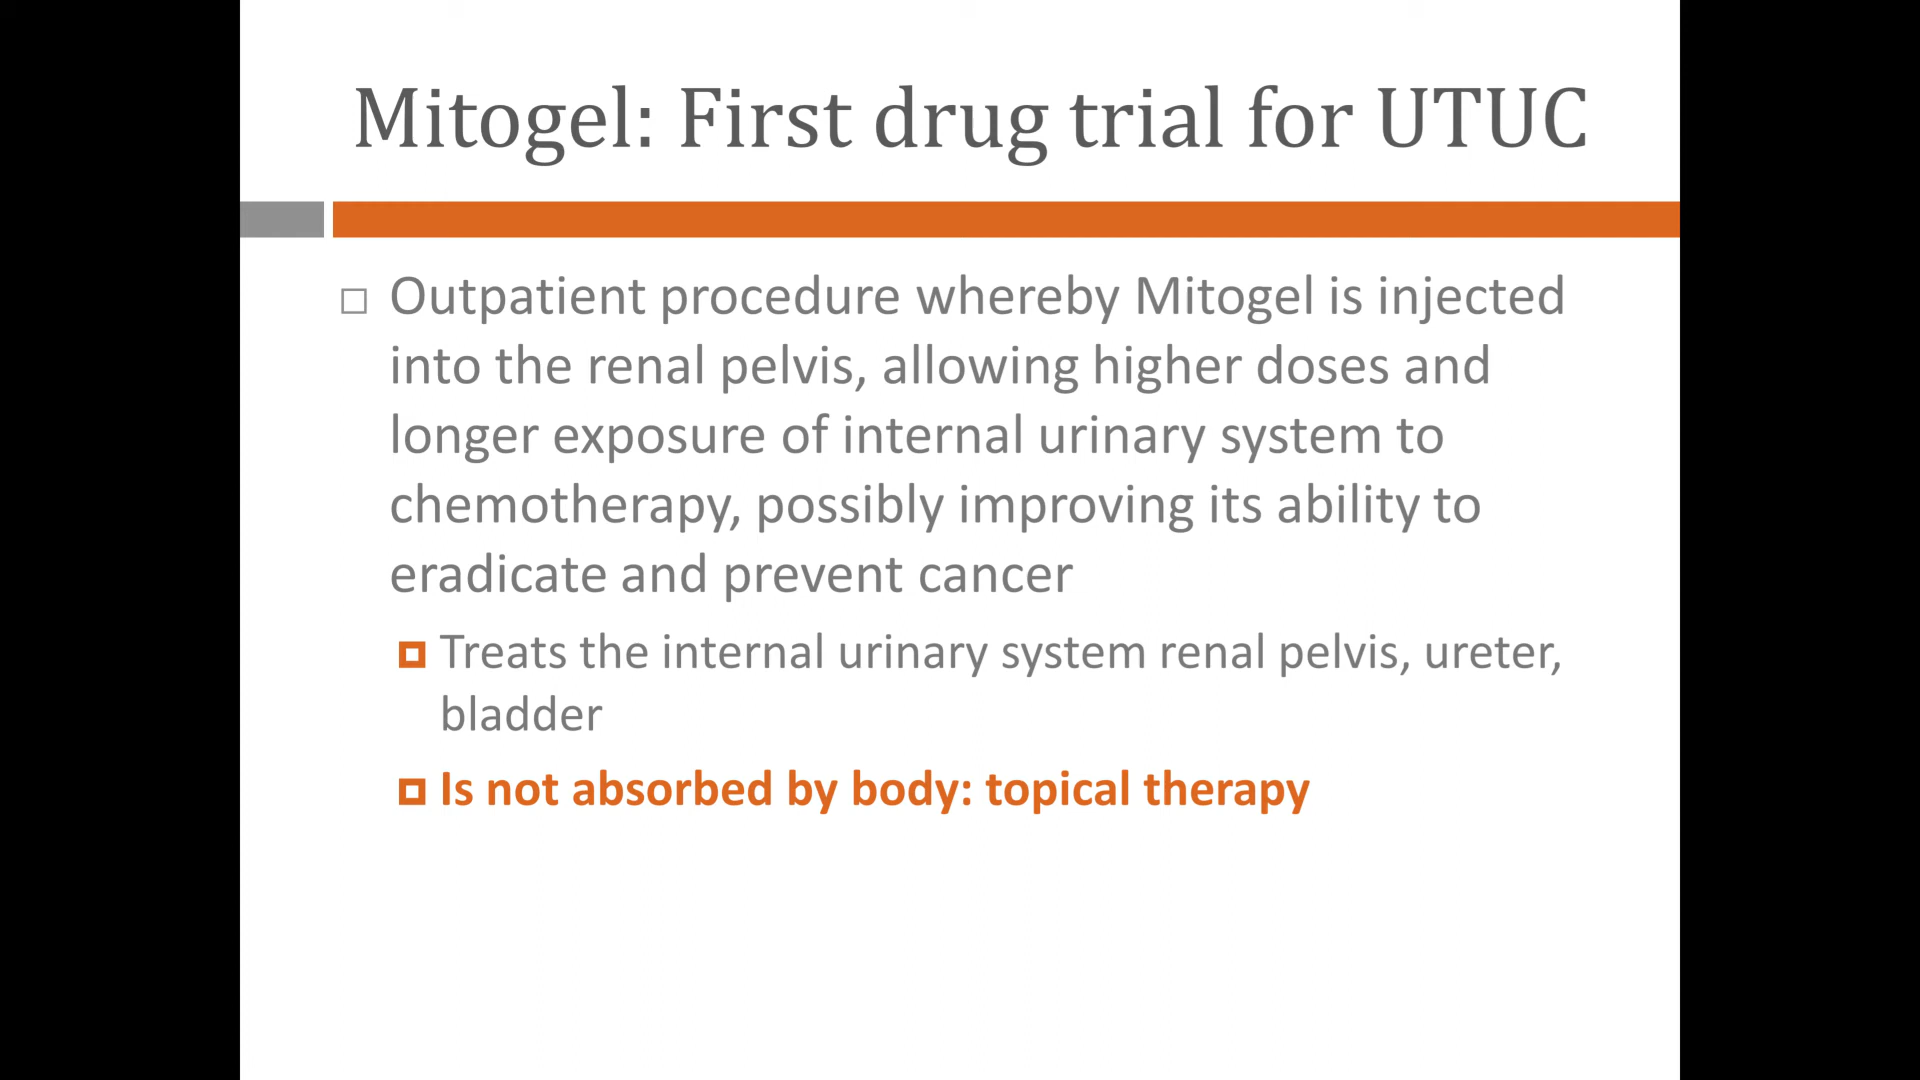 Mitogel: First drug trial for UTUC
Outpatient procedure whereby Mitogel is injected
into the renal pelvis, allowing higher doses and
longer exposure of internal urinary system to
chemotherapy, possibly improving its ability to
eradicate and prevent cancer
Treats the internal urinary system renal pelvis, ureter,
bladder
Is not absorbed by body: topical therapy